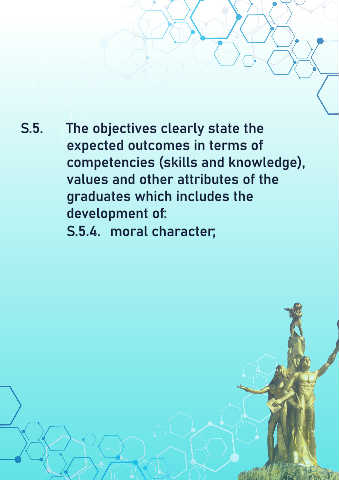 S.5. The objectives clearly state the
expected outcomes in terms of
competencies (skills and knowledge),
values and other attributes of the
graduates which includes the
development of:
S.5.4. moral character;